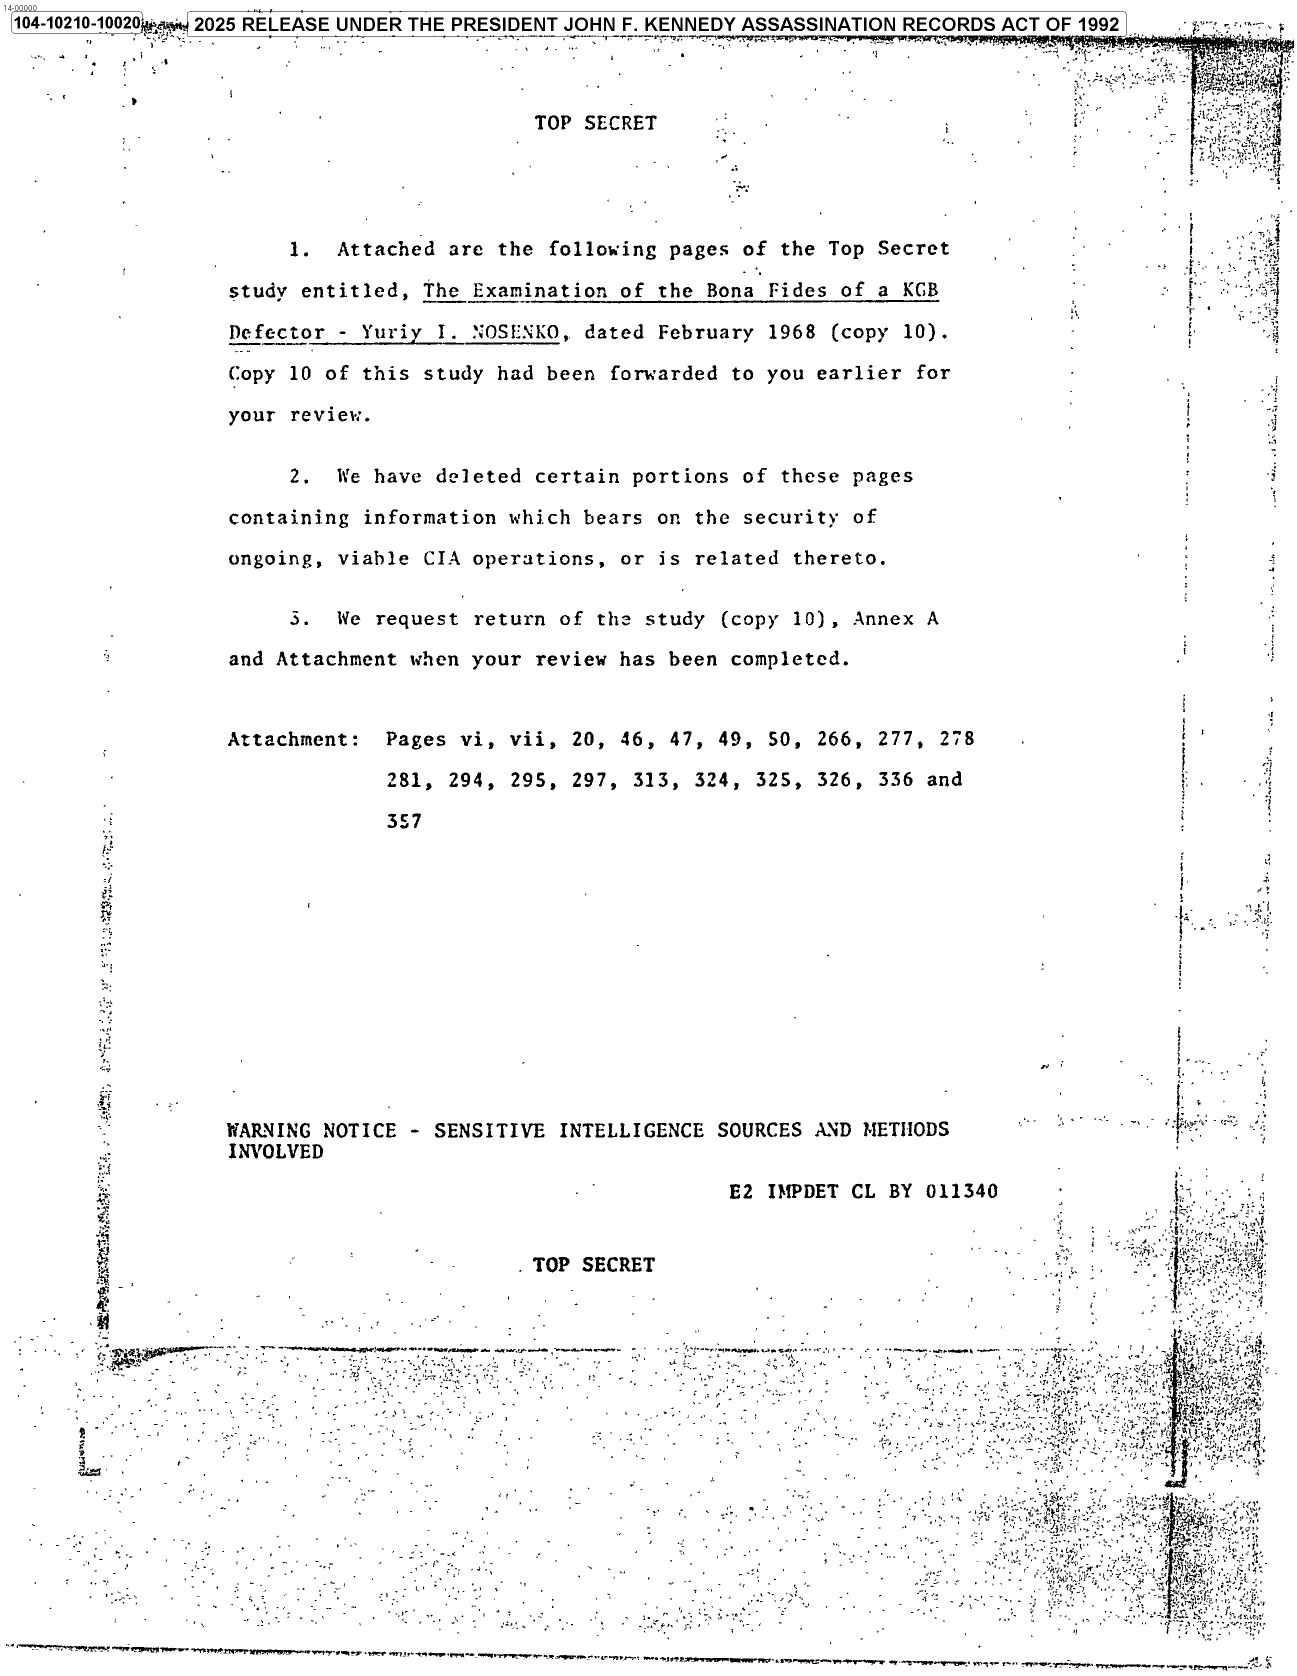 14-00000
104-10210-10020
2025 RELEASE UNDER THE PRESIDENT JOHN F. KENNEDY ASSASSINATION RECORDS ACT OF 1992
TOP SECRET
1. Attached are the following pages of the Top Secret
study entitled, The Examination of the Bona Fides of a KGB
Defector - Yuriy I. NOSENKO, dated February 1968 (copy 10).
Copy 10 of this study had been forwarded to you earlier for
your review.
2. We have deleted certain portions of these pages
containing information which bears on the security of
ongoing, viable CIA operations, or is related thereto.
3. We request return of the study (copy 10), Annex A
and Attachment when your review has been completed.
Attachment: Pages vi, vii, 20, 46, 47, 49, 50, 266, 277, 278
281, 294, 295, 297, 313, 324, 325, 326, 336 and
357
WARNING NOTICE - SENSITIVE INTELLIGENCE SOURCES AND METHODS
INVOLVED
E2 IMPDET CL BY 011340
TOP SECRET